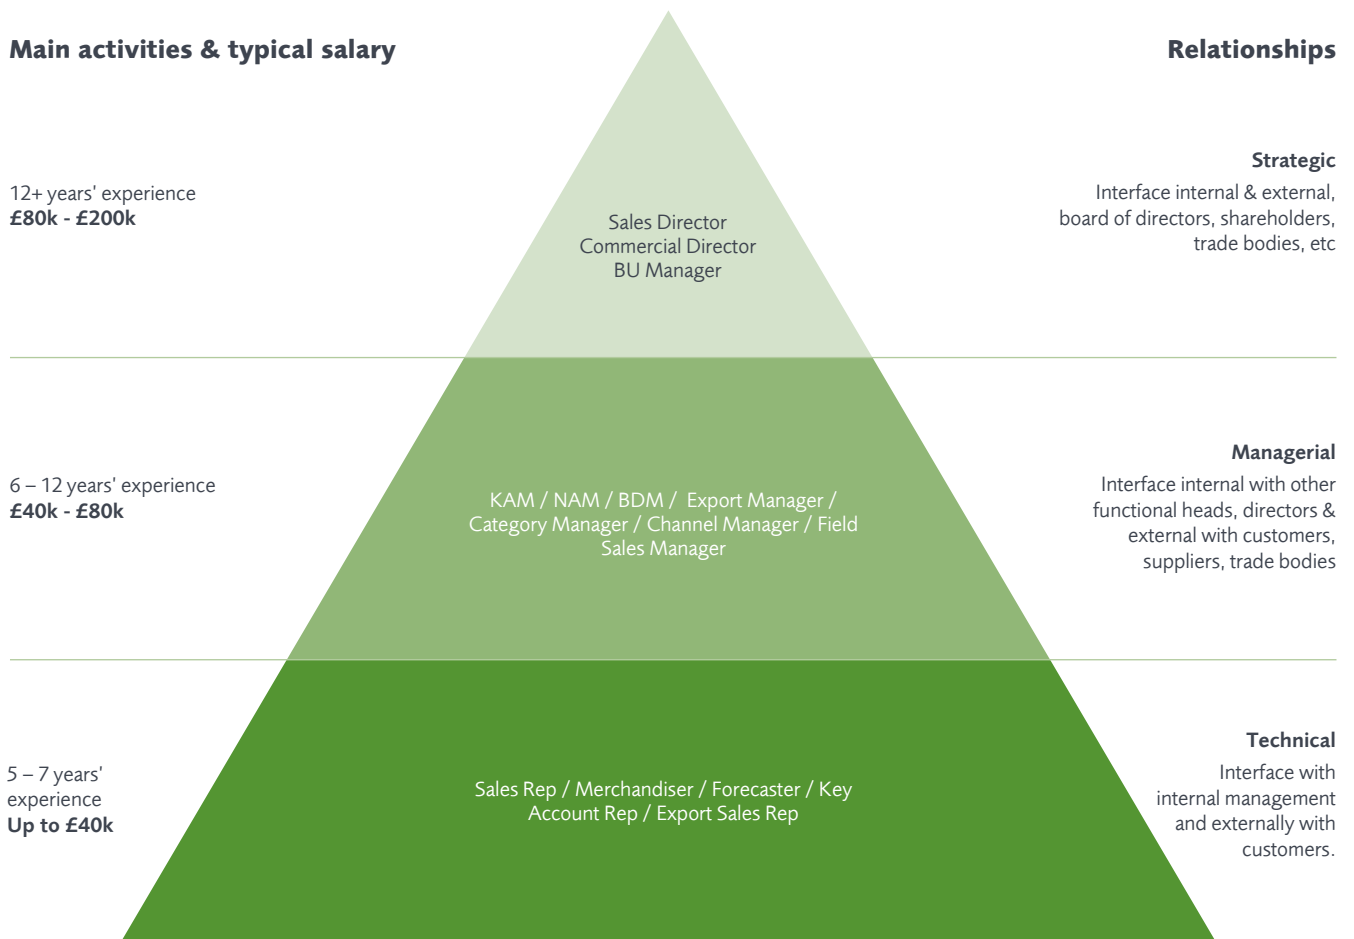 Main activities & typical salary
Relationships
12+ years’ experience
£80k - £200k
Sales Director
Commercial Director
BU Manager
Strategic
Interface internal & external,
board of directors, shareholders,
trade bodies, etc
6 – 12 years’ experience
£40k - £80k
KAM / NAM / BDM /  Export Manager /
Category Manager / Channel Manager / Field
Sales Manager
Managerial
Interface internal with other
functional heads, directors &
external with customers,
suppliers, trade bodies
5 – 7 years’
experience
Up to £40k
Sales Rep / Merchandiser / Forecaster / Key
Account Rep / Export Sales Rep
Technical
Interface with
internal management
and externally with
customers.